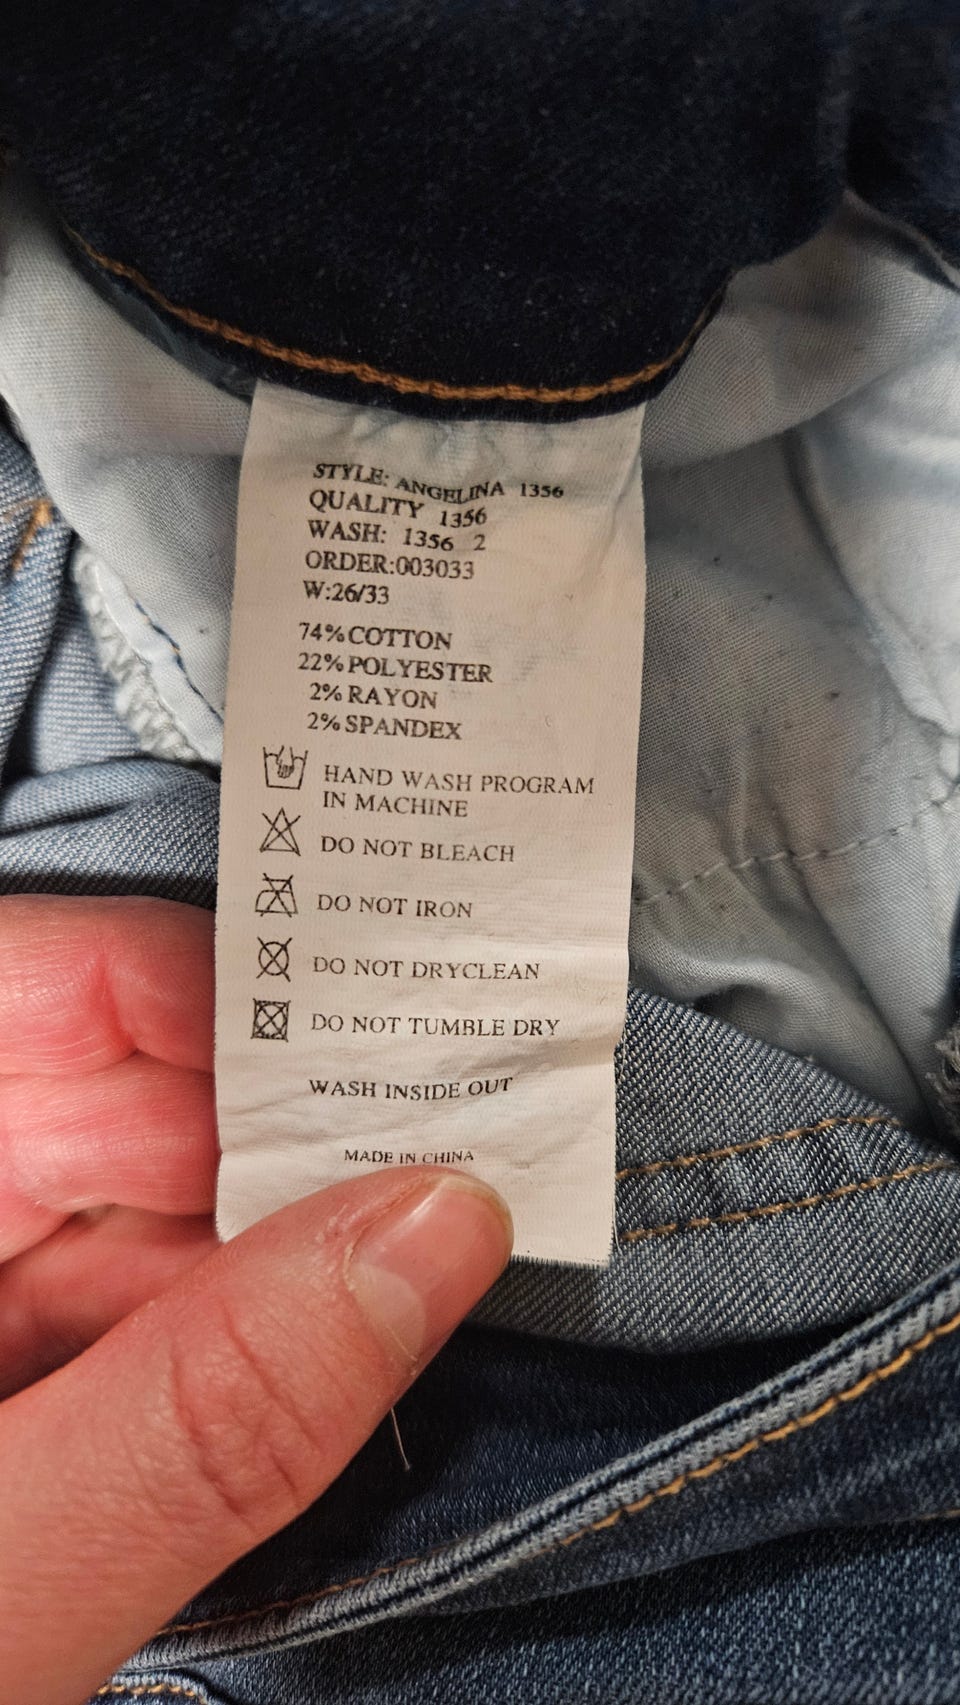 STYLE: ANGELINA 1356
QUALITY 1356
WASH: 1356 2
ORDER:003033
W:26/33
74%COTTON
22%POLYESTER
2%RAYON
2%SPANDEX
HAND WASH PROGRAM
IN MACHINE
DO NOT BLEACH
DO NOT IRON
DO NOT DRYCLEAN
DO NOT TUMBLE DRY
WASH INSIDE OUT
MADE IN CHINA